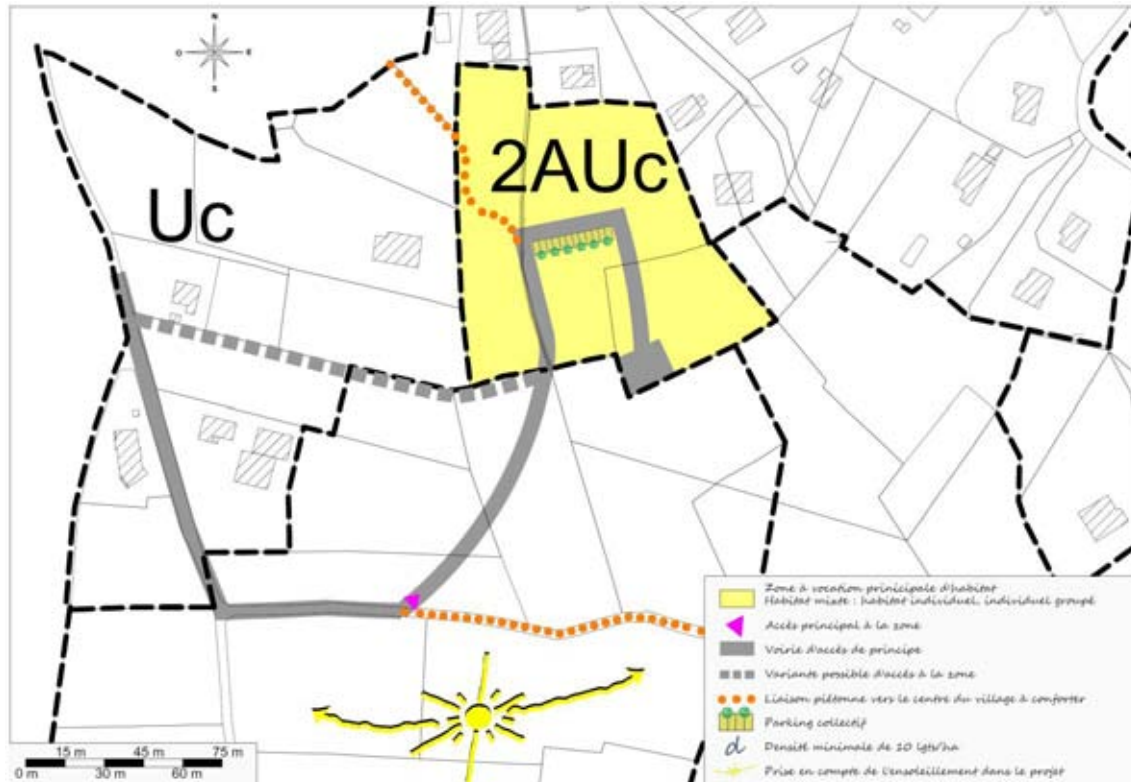 N
O
E
S
Uc
2AUc
Zone à vocation prinicipale d'habitat
Habitat mixte : habitat individuel, individuel groupé
Accès principal à la zone
Voirie d'accès de principe
Variante possible d'accès à la zone
Liaison piétonne vers le centre du village à conforter
Parking collectif
d Densité minimale de 10 lgts/ha
Prise en compte de l'ensoleillement dans le projet
15 m 45 m 75 m
0 m 30 m 60 m